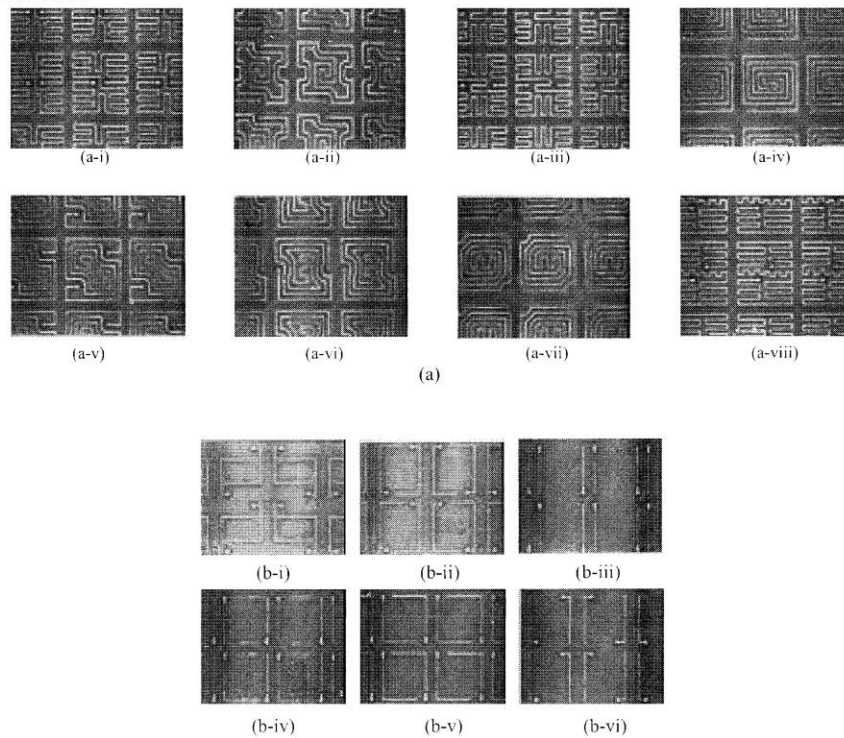 (a-i) (a-ii) (a-iii) (a-iv)
(a-v) (a-vi) (a-vii) (a-viii)
(a)
(b-i) (b-ii) (b-iii)
(b-iv) (b-v) (b-vi)